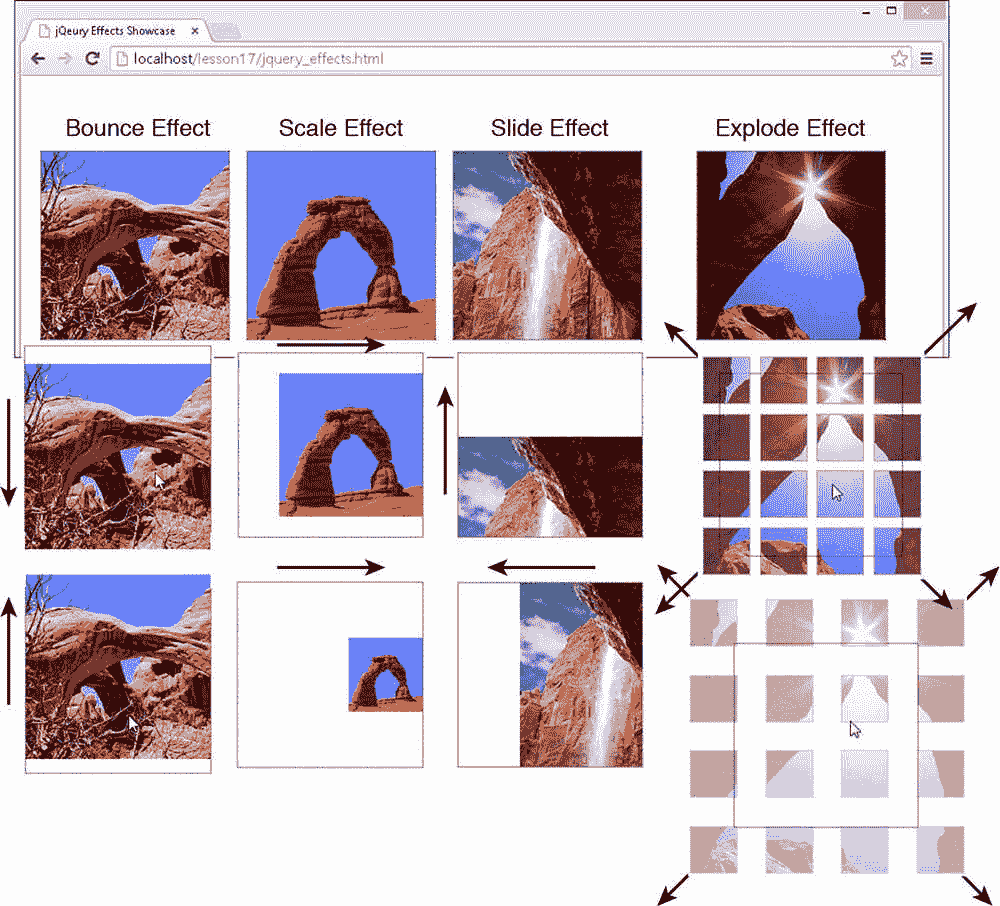 jQeury Effects Showcase
localhost/lesson17/jquery_effects.html
Bounce Effect
Scale Effect
Slide Effect
Explode Effect